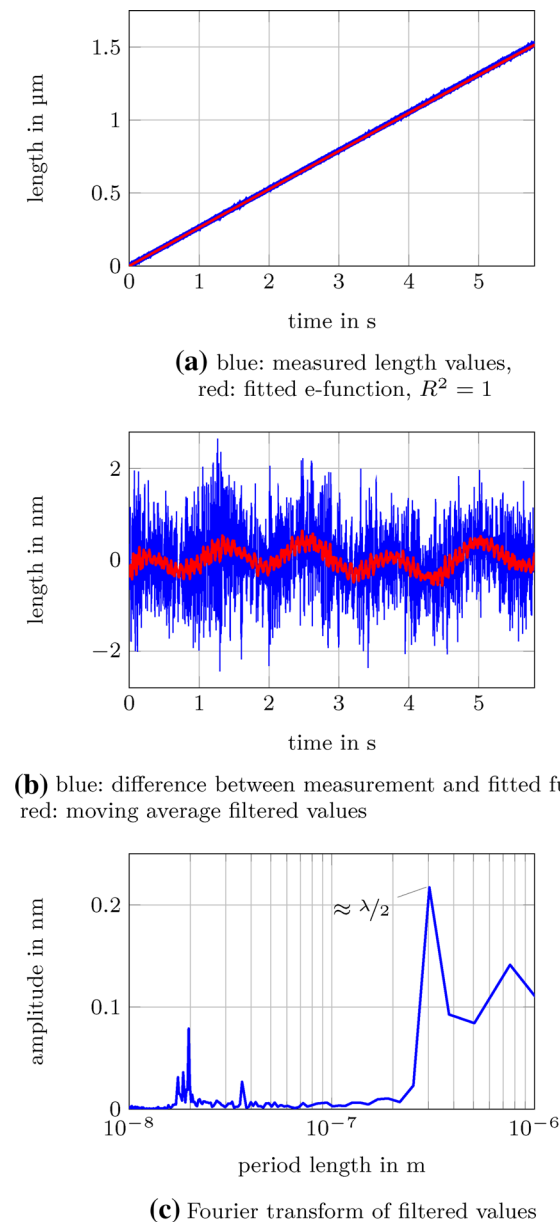 1.5
1
0.5
0
length in µm
0 1 2 3 4 5
time in s
(a) blue: measured length values,
red: fitted e-function, R² = 1
2
0
−2
length in nm
0 1 2 3 4 5
time in s
(b) blue: difference between measurement and fitted fu
red: moving average filtered values
0.2
0.1
0
amplitude in nm
≈ λ/2
10⁻⁸ 10⁻⁷ 10⁻⁶
period length in m
(c) Fourier transform of filtered values